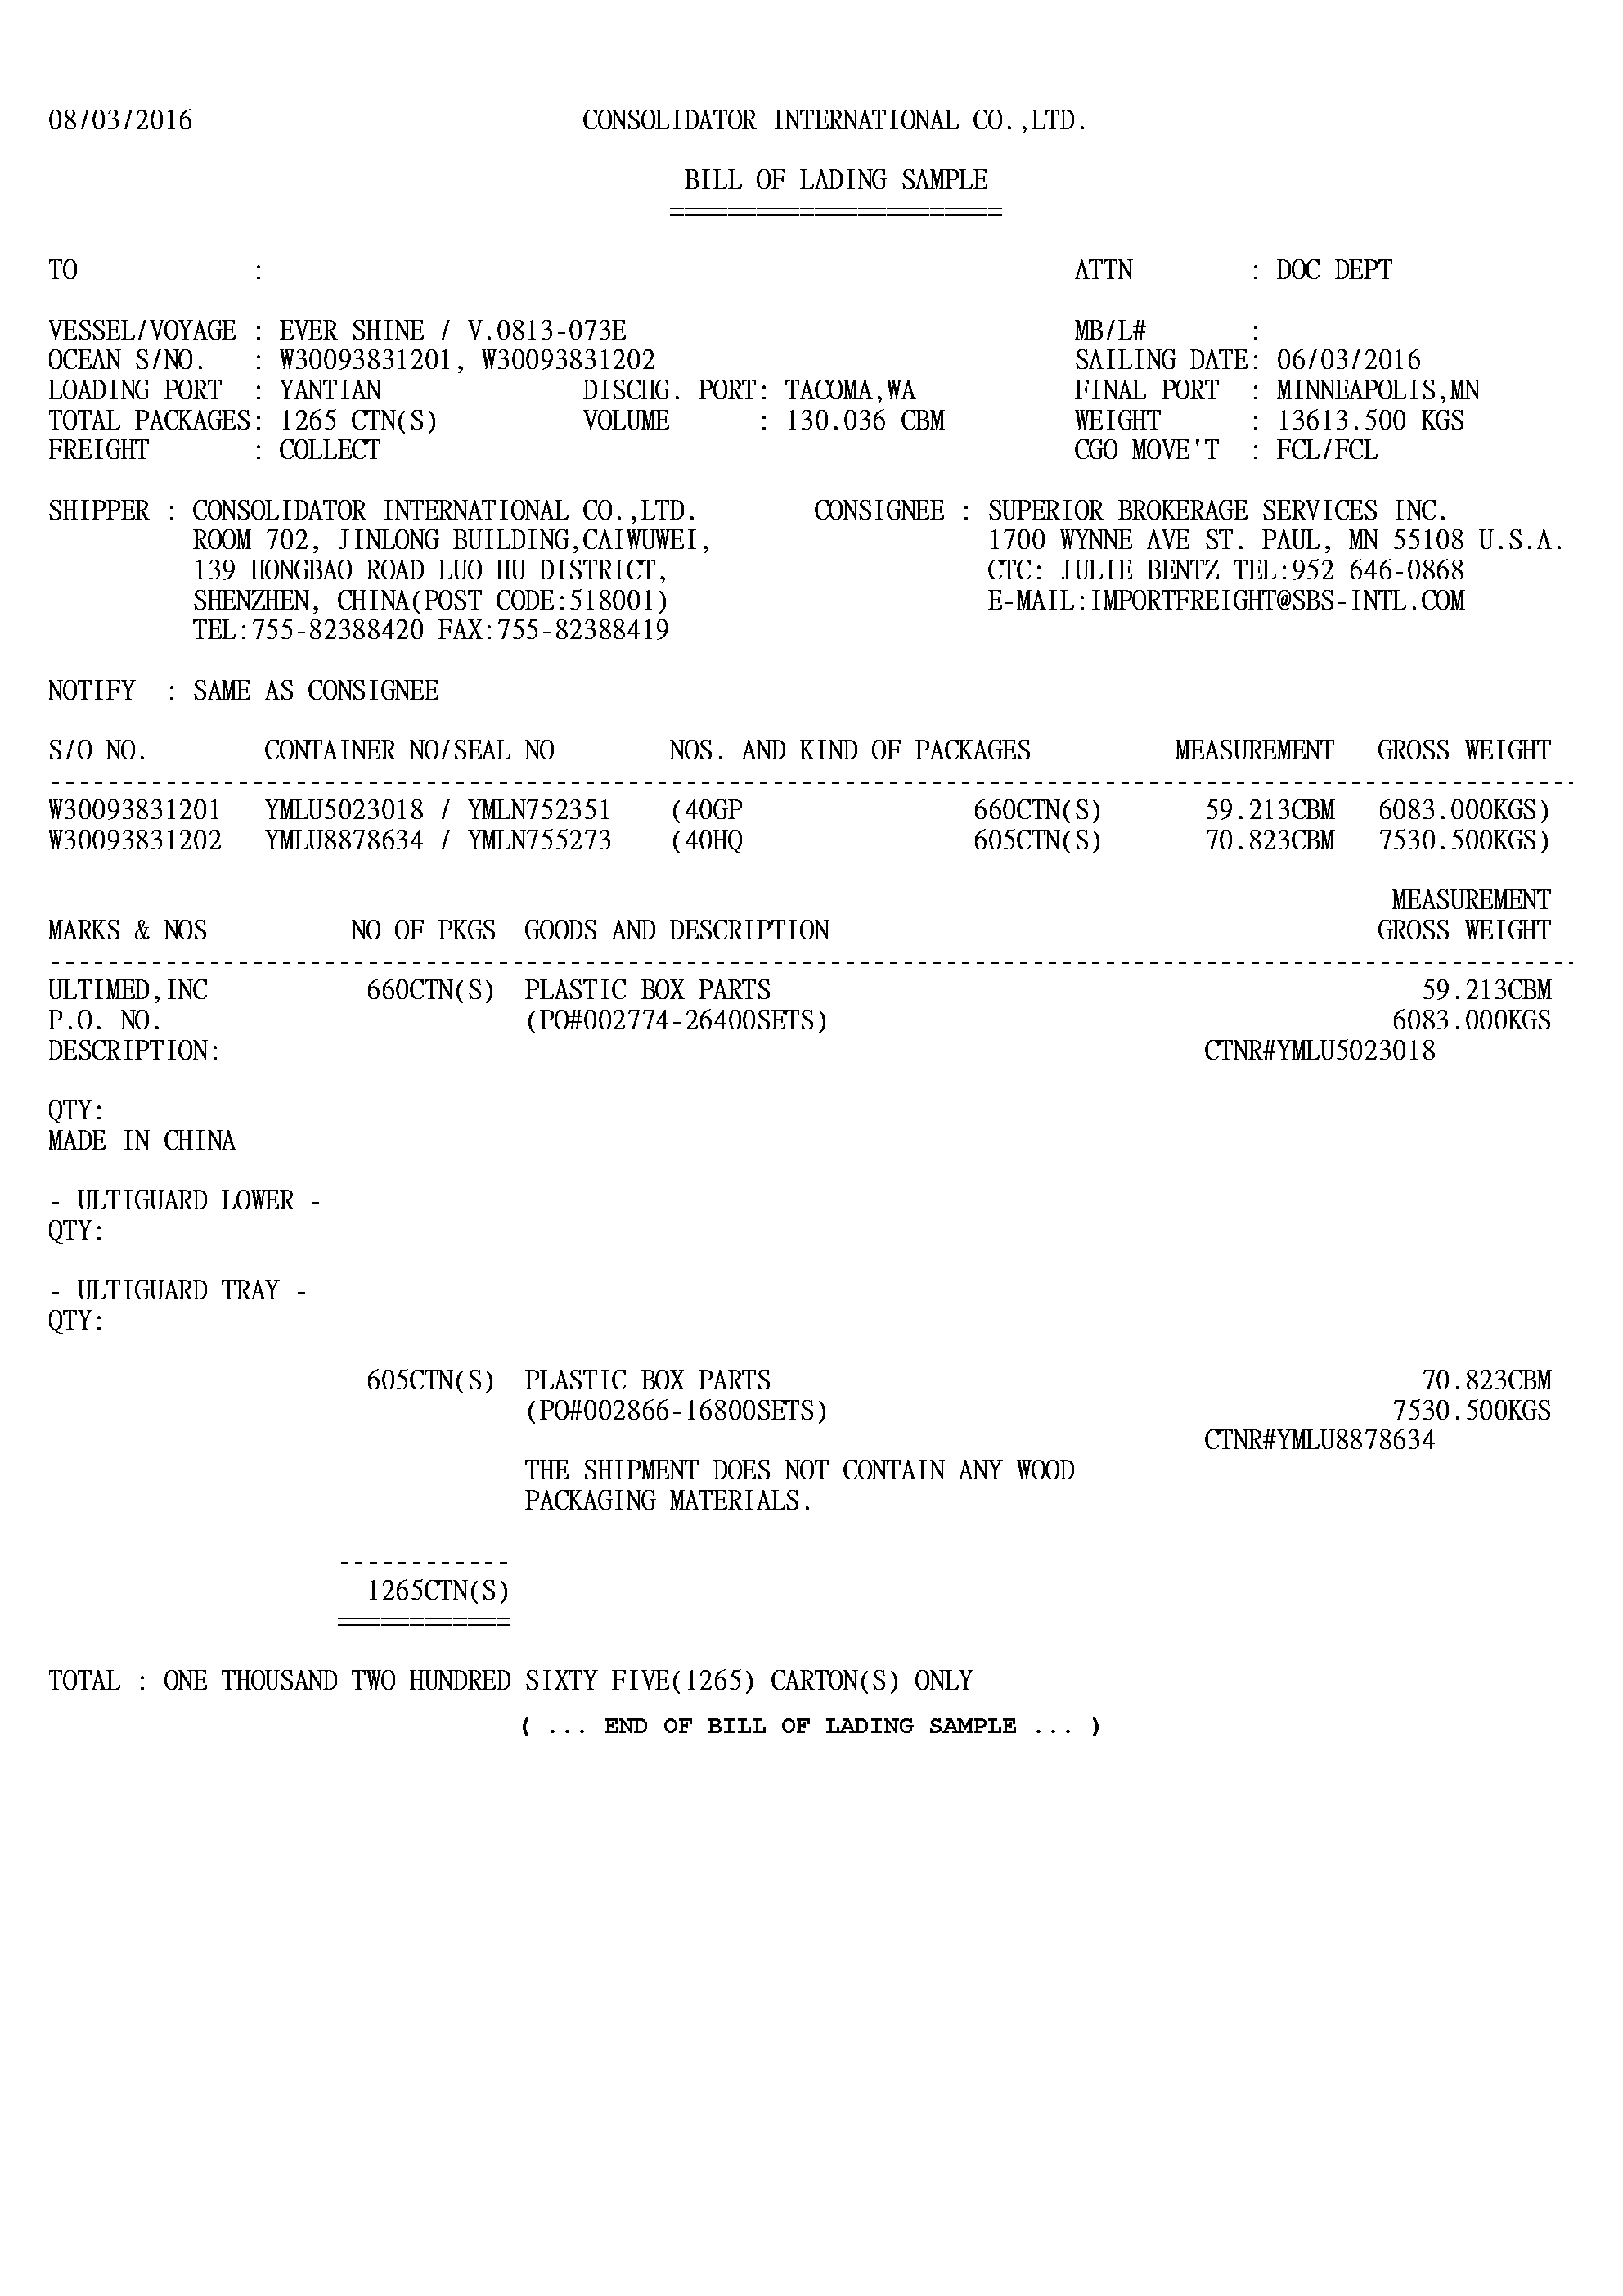 08/03/2016 CONSOLIDATOR INTERNATIONAL CO.,LTD.
BILL OF LADING SAMPLE
=======================
TO : ATTN : DOC DEPT
VESSEL/VOYAGE : EVER SHINE / V.0813-073E MB/L# :
OCEAN S/NO. : W30093831201, W30093831202 SAILING DATE: 06/03/2016
LOADING PORT : YANTIAN DISCHG. PORT: TACOMA,WA FINAL PORT : MINNEAPOLIS,MN
TOTAL PACKAGES: 1265 CTN(S) VOLUME : 130.036 CBM WEIGHT : 13613.500 KGS
FREIGHT : COLLECT CGO MOVE'T : FCL/FCL
SHIPPER : CONSOLIDATOR INTERNATIONAL CO.,LTD. CONSIGNEE : SUPERIOR BROKERAGE SERVICES INC.
ROOM 702, JINLONG BUILDING,CAIWUWEI, 1700 WYNNE AVE ST. PAUL, MN 55108 U.S.A.
139 HONGBAO ROAD LUO HU DISTRICT, CTC: JULIE BENTZ TEL:952 646-0868
SHENZHEN, CHINA(POST CODE:518001) E-MAIL:IMPORTFREIGHT@SBS-INTL.COM
TEL:755-82388420 FAX:755-82388419
NOTIFY : SAME AS CONSIGNEE
S/O NO. CONTAINER NO/SEAL NO NOS. AND KIND OF PACKAGES MEASUREMENT GROSS WEIGHT
W30093831201 YMLU5023018 / YMLN752351 (40GP 660CTN(S) 59.213CBM 6083.000KGS)
W30093831202 YMLU8878634 / YMLN755273 (40HQ 605CTN(S) 70.823CBM 7530.500KGS)
MEASUREMENT
MARKS & NOS NO OF PKGS GOODS AND DESCRIPTION GROSS WEIGHT
ULTIMED,INC 660CTN(S) PLASTIC BOX PARTS 59.213CBM
P.O. NO. (PO#002774-26400SETS) 6083.000KGS
DESCRIPTION: CTNR#YMLU5023018
QTY:
MADE IN CHINA
- ULTIGUARD LOWER -
QTY:
- ULTIGUARD TRAY -
QTY:
605CTN(S) PLASTIC BOX PARTS 70.823CBM
(PO#002866-16800SETS) 7530.500KGS
CTNR#YMLU8878634
THE SHIPMENT DOES NOT CONTAIN ANY WOOD
PACKAGING MATERIALS.
------------
1265CTN(S)
============
TOTAL : ONE THOUSAND TWO HUNDRED SIXTY FIVE(1265) CARTON(S) ONLY
( ... END OF BILL OF LADING SAMPLE ... )